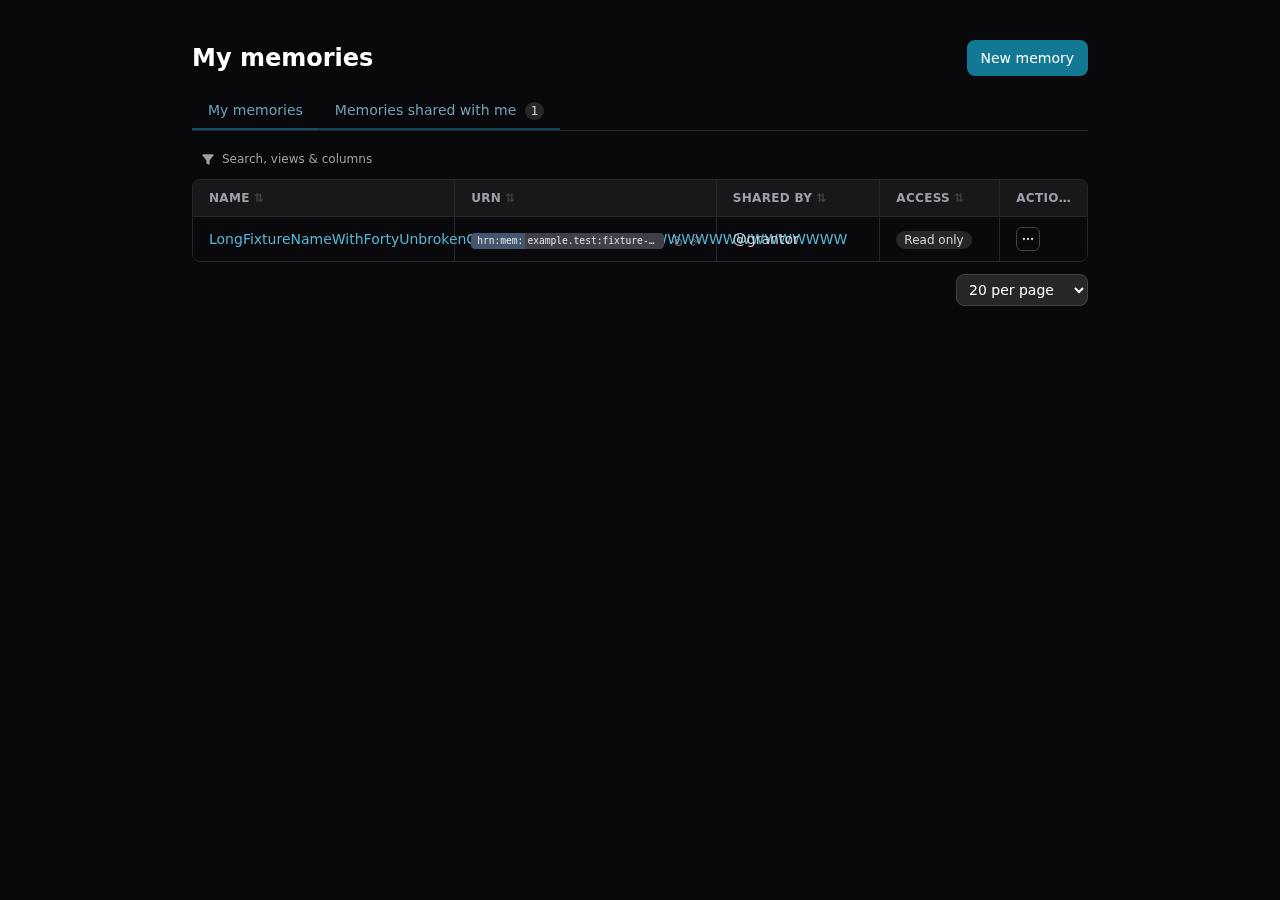 My memories
New memory
My memories
Memories shared with me 1
Search, views & columns
NAME URN SHARED BY ACCESS ACTIO…
hrn:mem: example.test:fixture-… @grantor Read only
20 per page